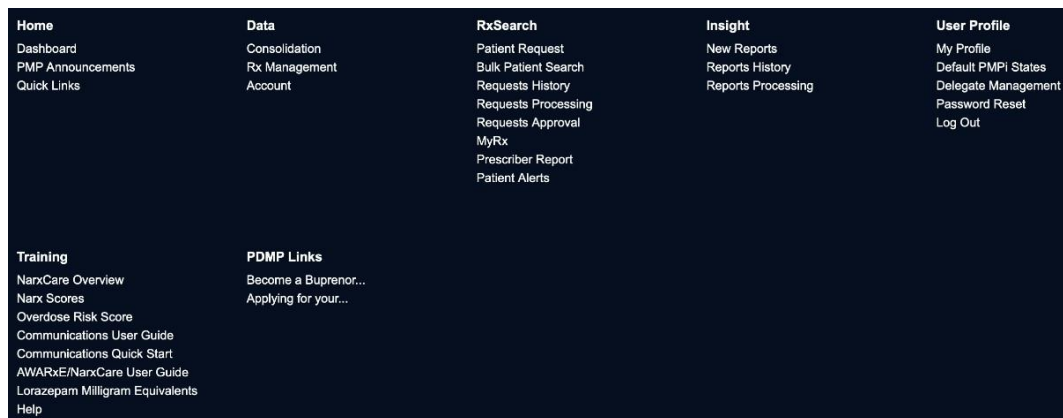 Home
Dashboard
PMP Announcements
Quick Links
Data
Consolidation
Rx Management
Account
RxSearch
Patient Request
Bulk Patient Search
Requests History
Requests Processing
Requests Approval
MyRx
Prescriber Report
Patient Alerts
Insight
New Reports
Reports History
Reports Processing
User Profile
My Profile
Default PMPi States
Delegate Management
Password Reset
Log Out
Training
NarxCare Overview
Narx Scores
Overdose Risk Score
Communications User Guide
Communications Quick Start
AWARxE/NarxCare User Guide
Lorazepam Milligram Equivalents
Help
PDMP Links
Become a Buprenor...
Applying for your...